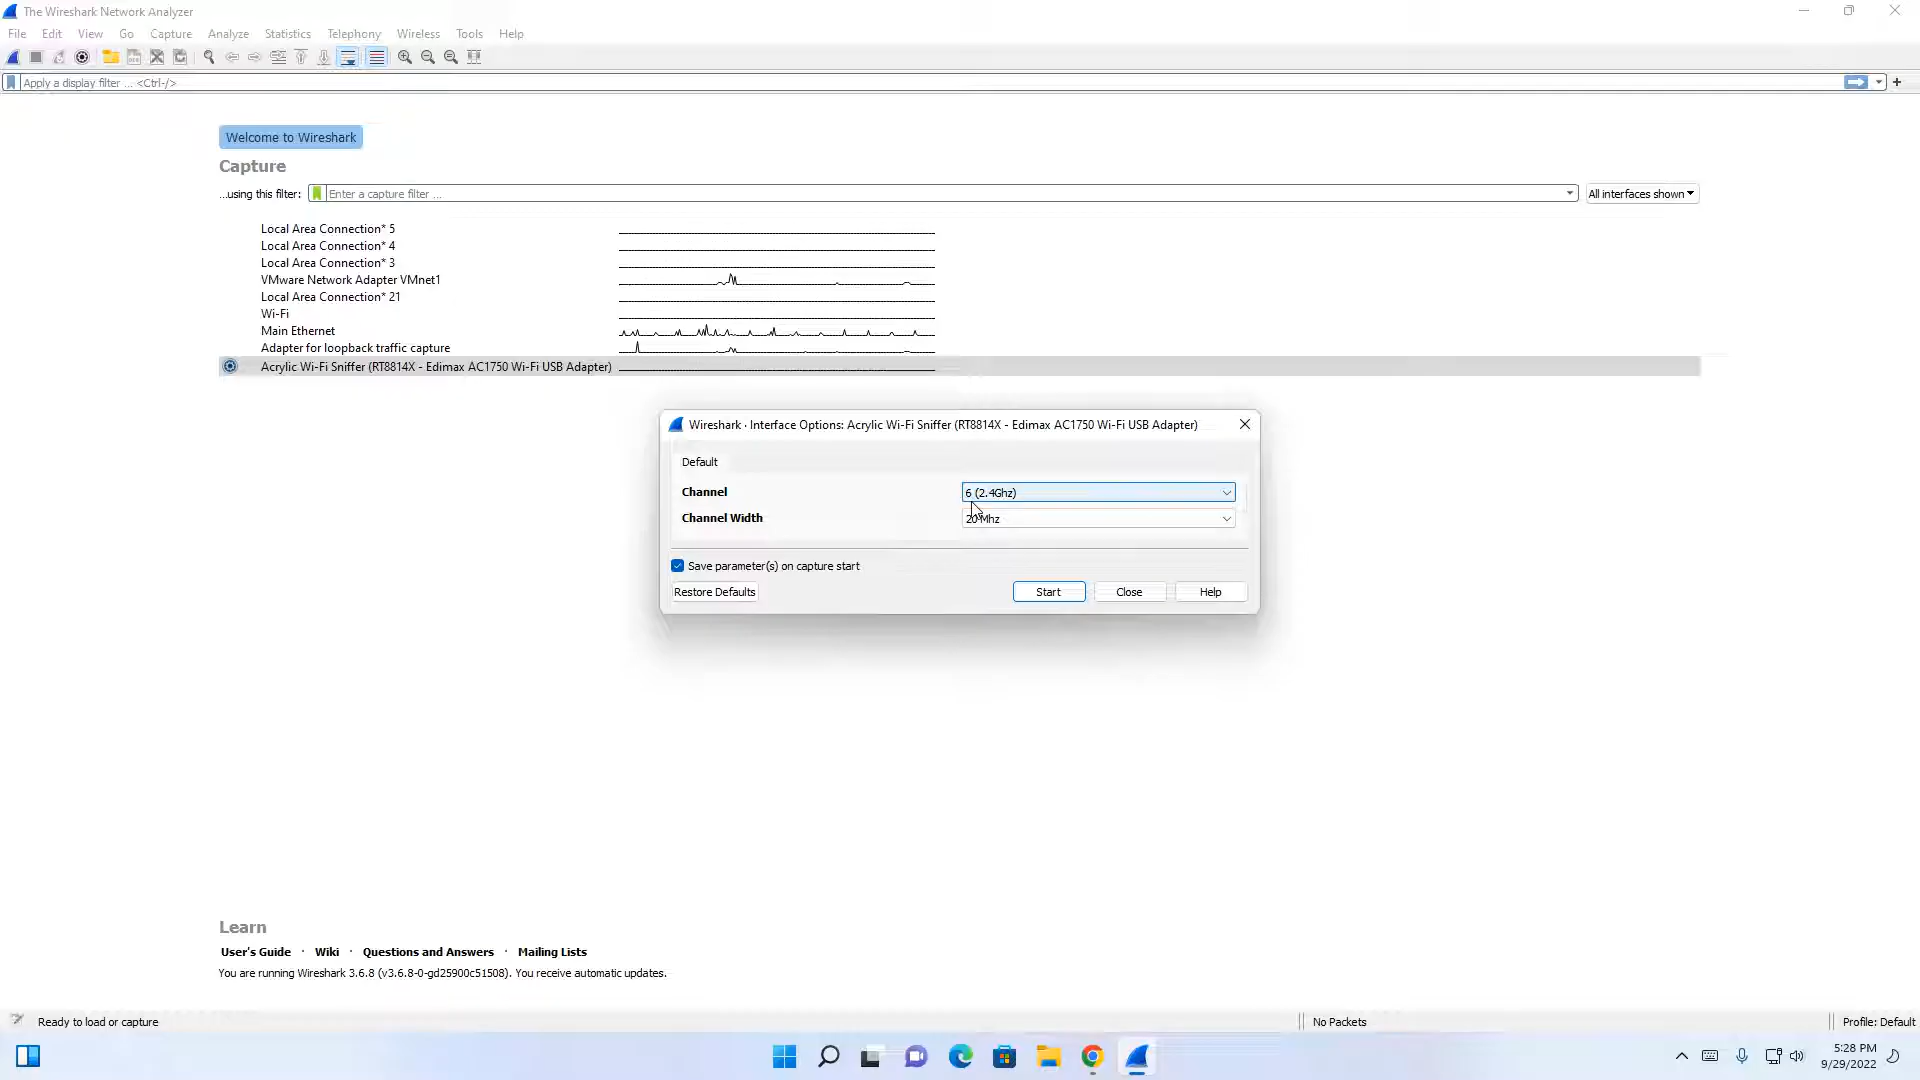 The Wireshark Network Analyzer
File Edit View Go Capture Analyze Statistics Telephony Wireless Tools Help
Apply a display filter ... <Ctrl-/>
Welcome to Wireshark
Capture
...using this filter: Enter a capture filter ... All interfaces shown
Local Area Connection* 5
Local Area Connection* 4
Local Area Connection* 3
VMware Network Adapter VMnet1
Local Area Connection* 21
Wi-Fi
Main Ethernet
Adapter for loopback traffic capture
Acrylic Wi-Fi Sniffer (RT8814X - Edimax AC1750 Wi-Fi USB Adapter)
Wireshark · Interface Options: Acrylic Wi-Fi Sniffer (RT8814X - Edimax AC1750 Wi-Fi USB Adapter)
Default
Channel 6 (2.4Ghz)
Channel Width 20 Mhz
Save parameter(s) on capture start
Restore Defaults Start Close Help
Learn
User's Guide · Wiki · Questions and Answers · Mailing Lists
You are running Wireshark 3.6.8 (v3.6.8-0-gd25900c51508). You receive automatic updates.
Ready to load or capture No Packets Profile: Default
5:28 PM
9/29/2022